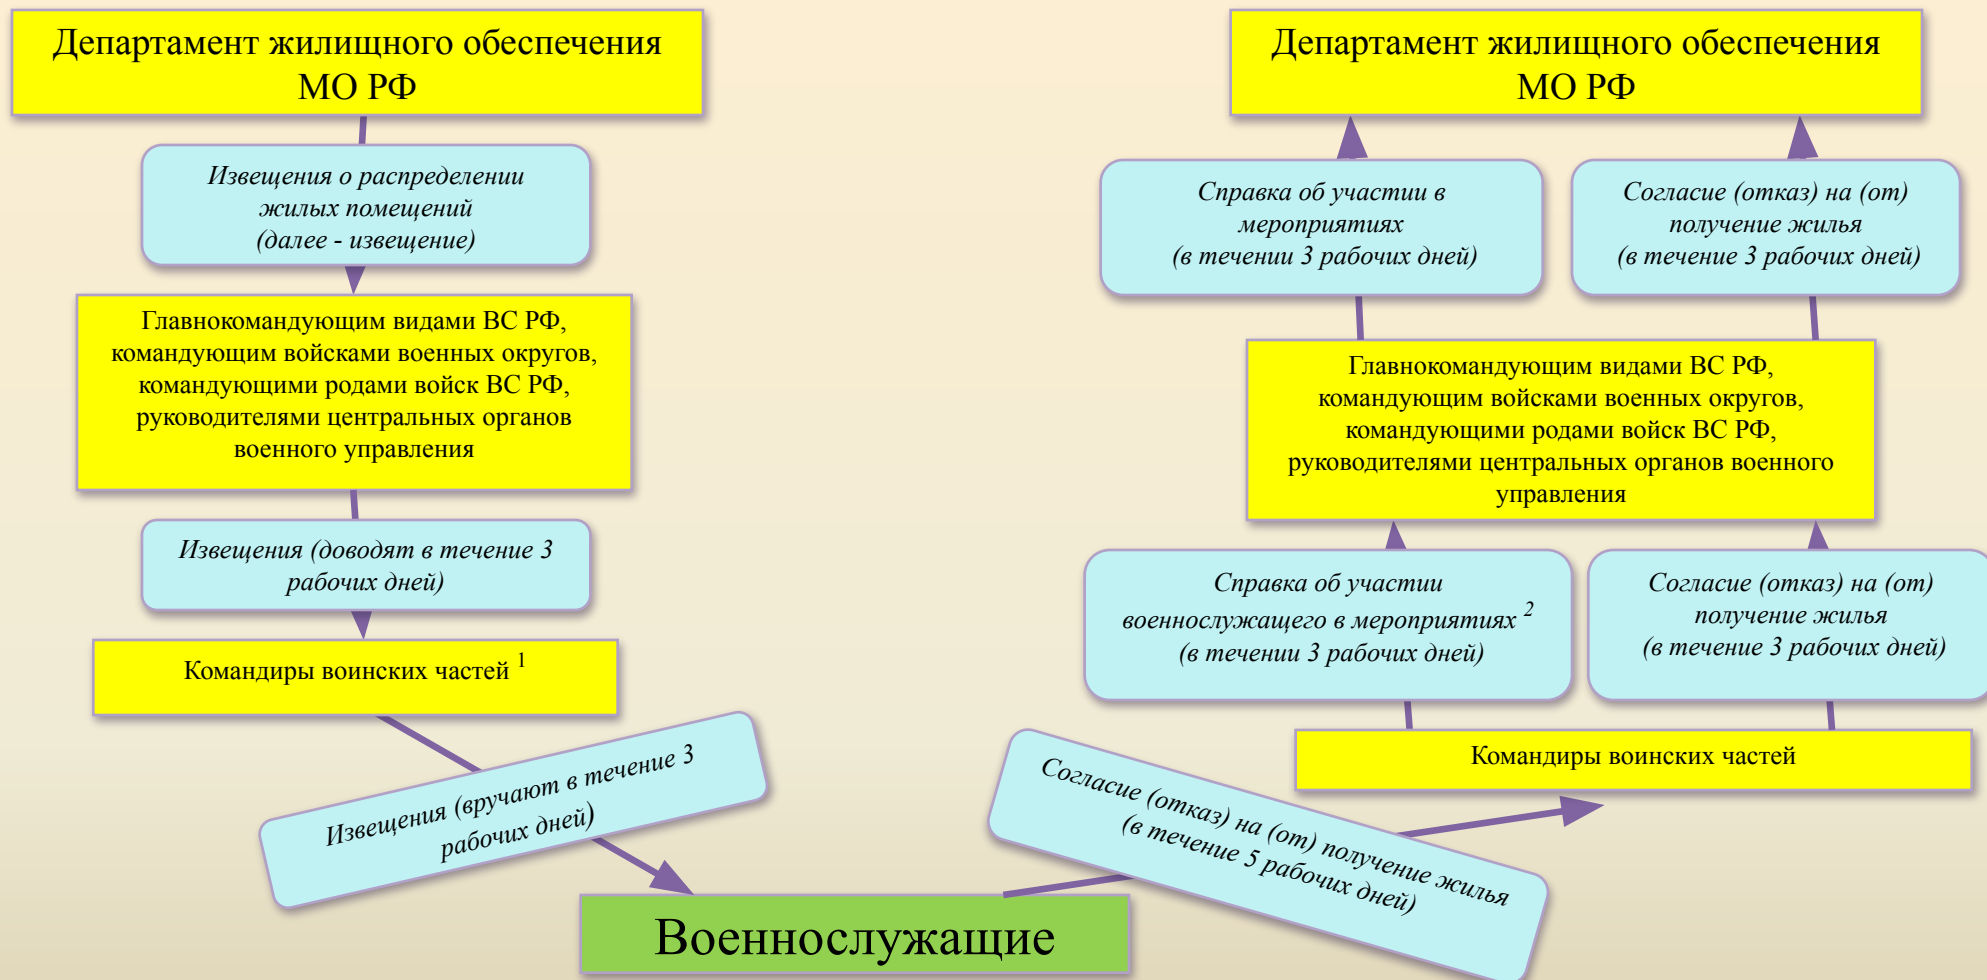 Департамент жилищного обеспечения
МО РФ
Извещения о распределении
жилых помещений
(далее - извещение)
Главнокомандующим видами ВС РФ,
командующим войсками военных округов,
командующими родами войск ВС РФ,
руководителями центральных органов
военного управления
Извещения (доводят в течение 3
рабочих дней)
Командиры воинских частей 1
Извещения (вручают в течение 3
рабочих дней)
Военнослужащие
Согласие (отказ) на (от) получение жилья
(в течение 5 рабочих дней)
Командиры воинских частей
Справка об участии
военнослужащего в мероприятиях 2
(в течении 3 рабочих дней)
Согласие (отказ) на (от)
получение жилья
(в течение 3 рабочих дней)
Главнокомандующим видами ВС РФ,
командующим войсками военных округов,
командующими родами войск ВС РФ,
руководителями центральных органов военного
управления
Справка об участии в
мероприятиях
(в течении 3 рабочих дней)
Согласие (отказ) на (от)
получение жилья
(в течение 3 рабочих дней)
Департамент жилищного обеспечения
МО РФ